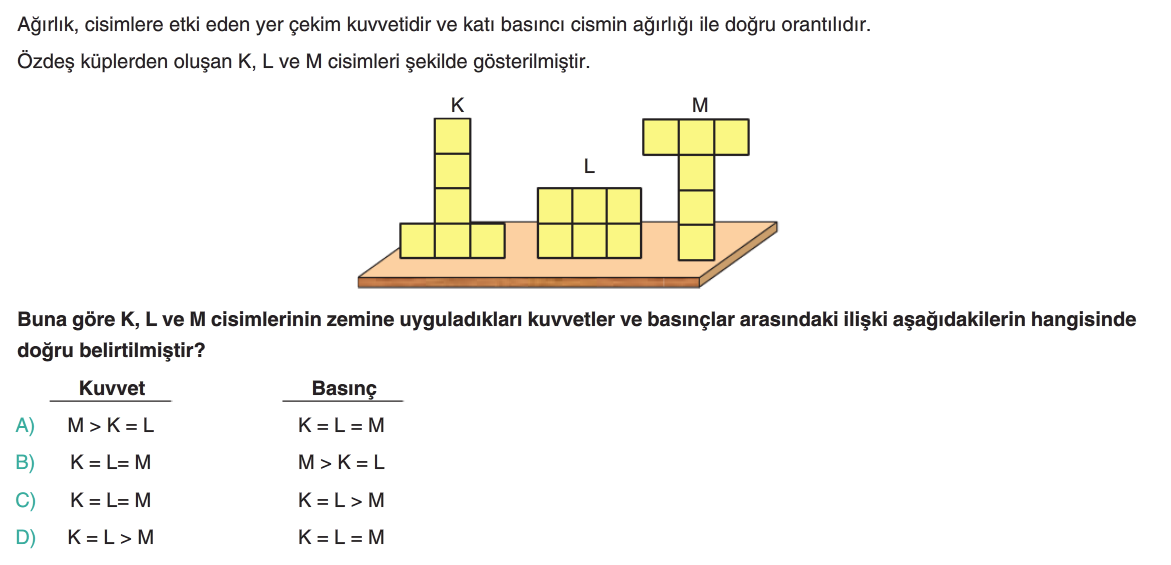 Ağırlık, cisimlere etki eden yer çekim kuvvetidir ve katı basıncı cismin ağırlığı ile doğru orantılıdır.
Özdeş küplerden oluşan K, L ve M cisimleri şekilde gösterilmiştir.
K
M
L
Buna göre K, L ve M cisimlerinin zemine uyguladıkları kuvvetler ve basınçlar arasındaki ilişki aşağıdakilerin hangisinde
doğru belirtilmiştir?
Kuvvet Basınç
A) M > K = L K = L = M
B) K = L= M M > K = L
C) K = L= M K = L > M
D) K = L > M K = L = M